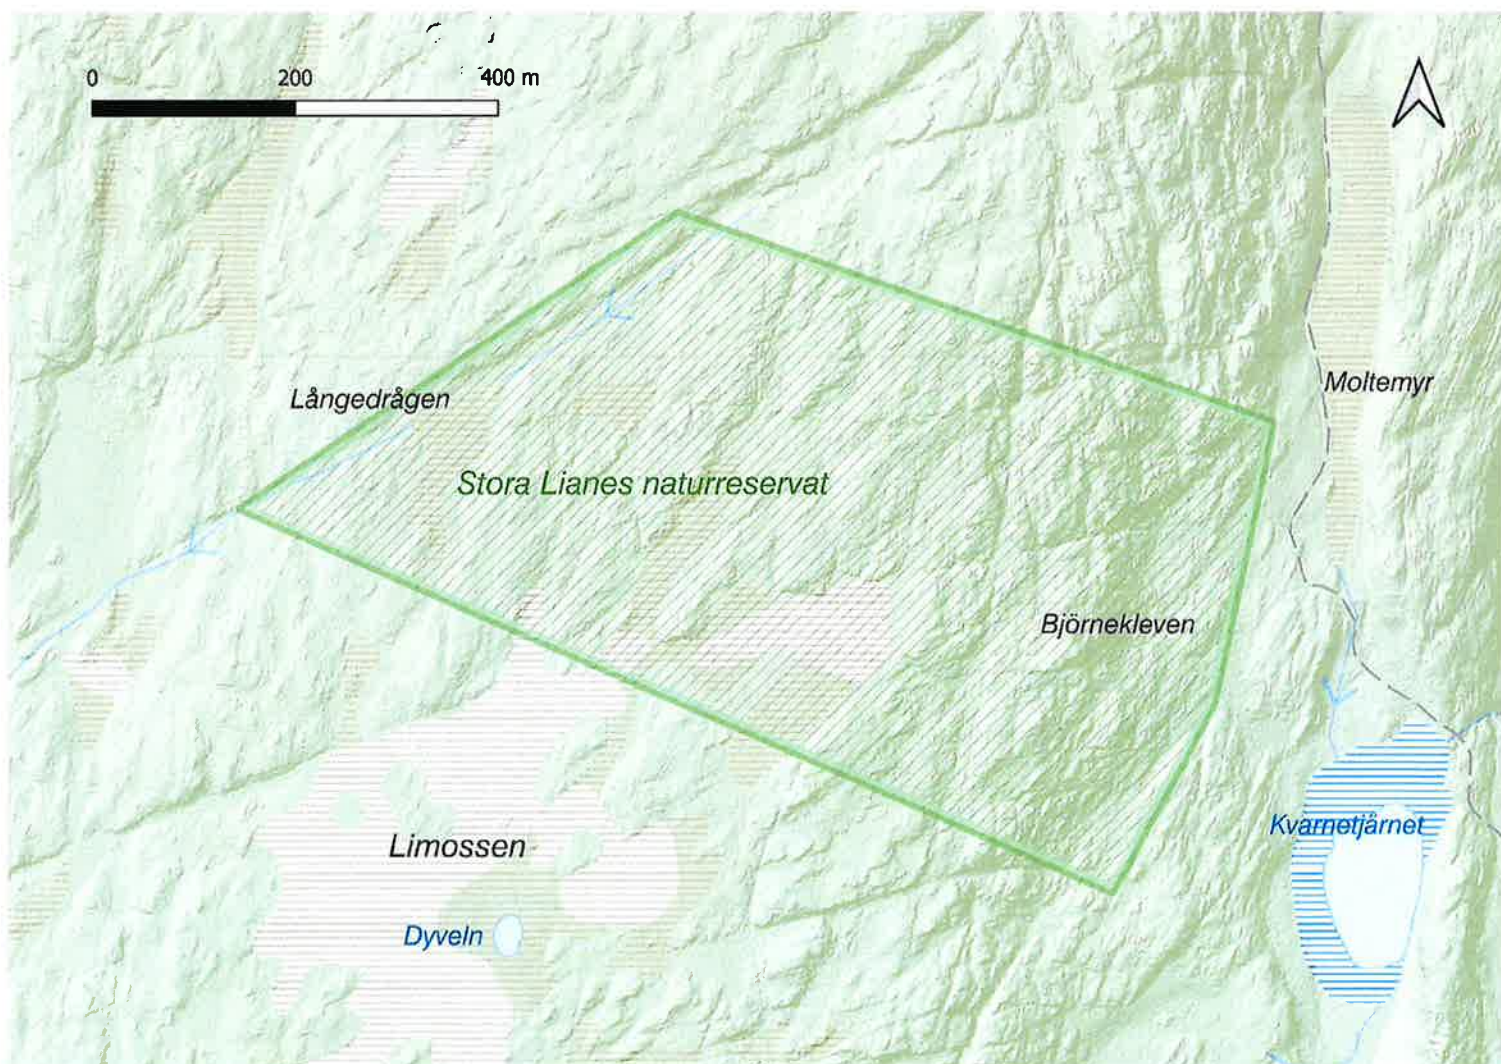 0 200 400 m
Moltemyr
Långedrågen
Stora Lianes naturreservat
Björnekleven
Kvarnetjärnet
Limossen
Dyveln